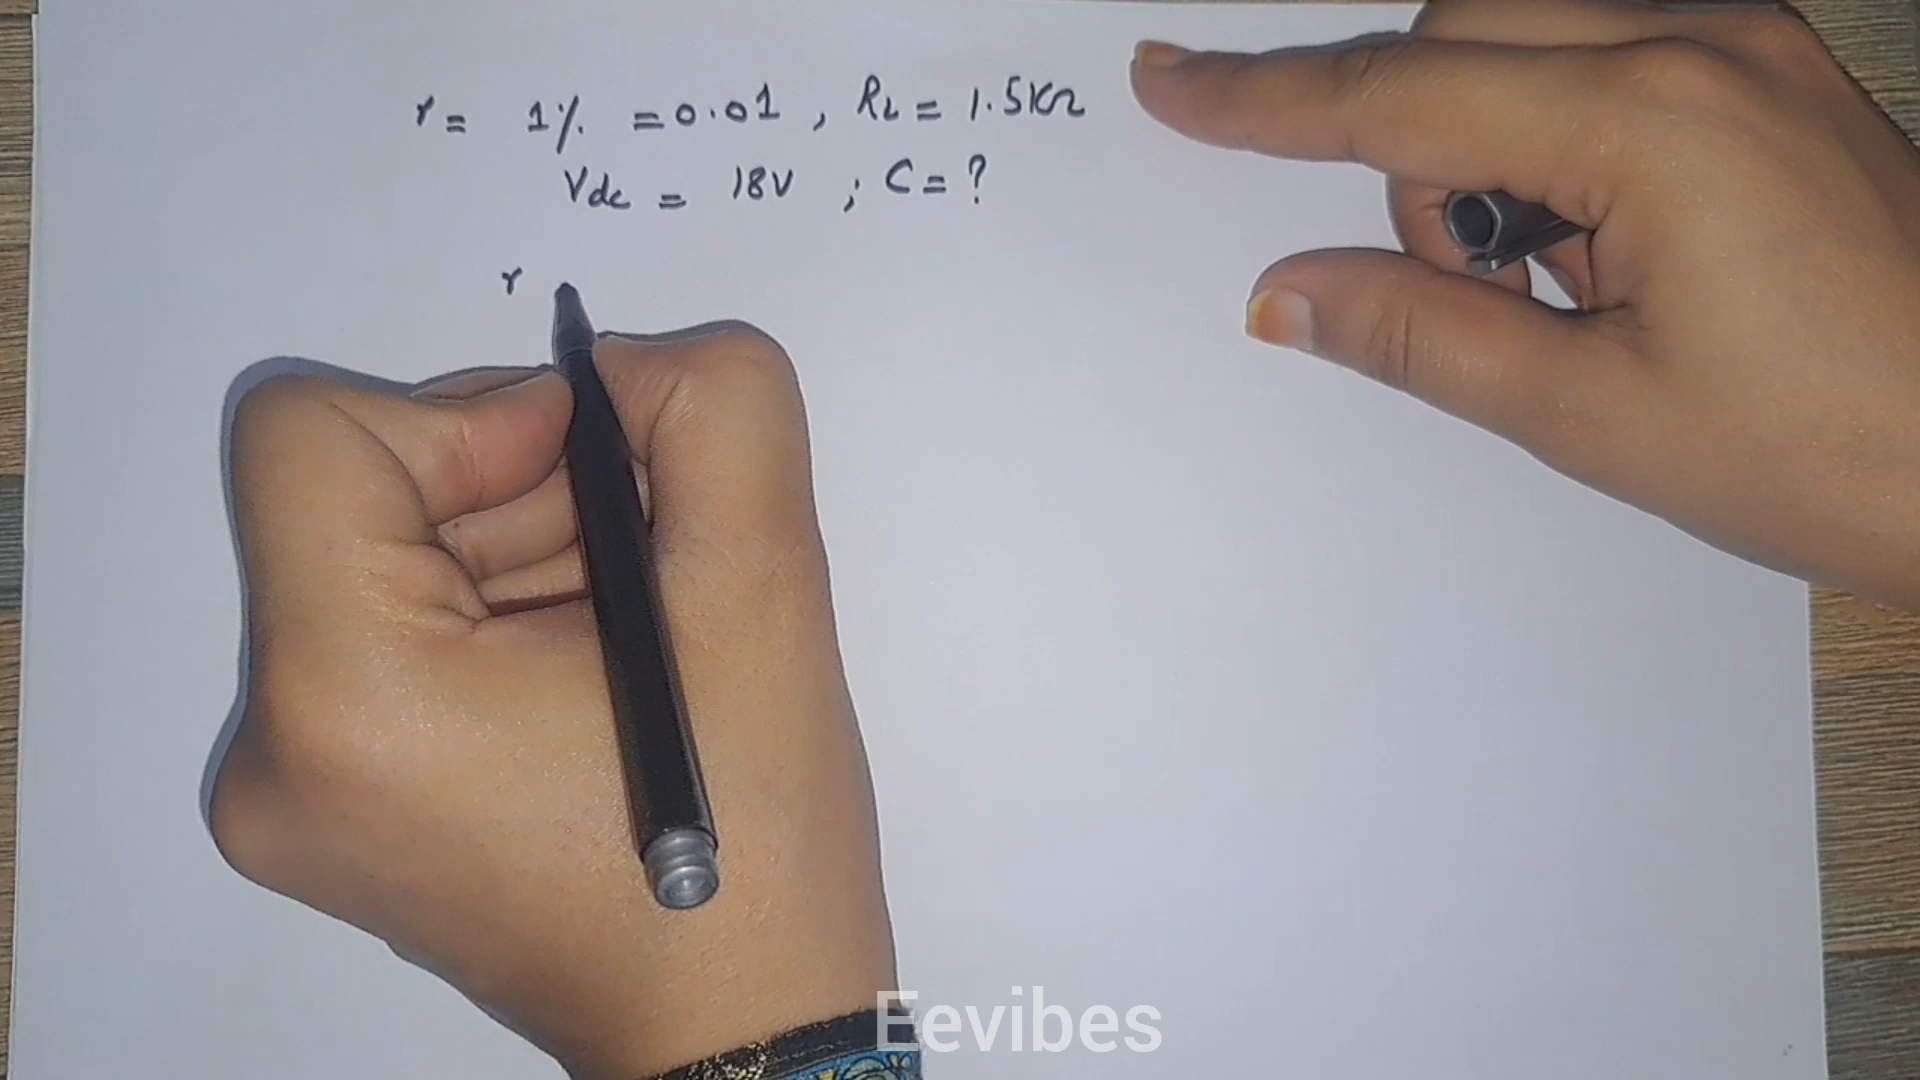 r = 1% = 0.01 , RL = 1.5KΩ
Vdc = 18V ; C = ?
r
Eevibes